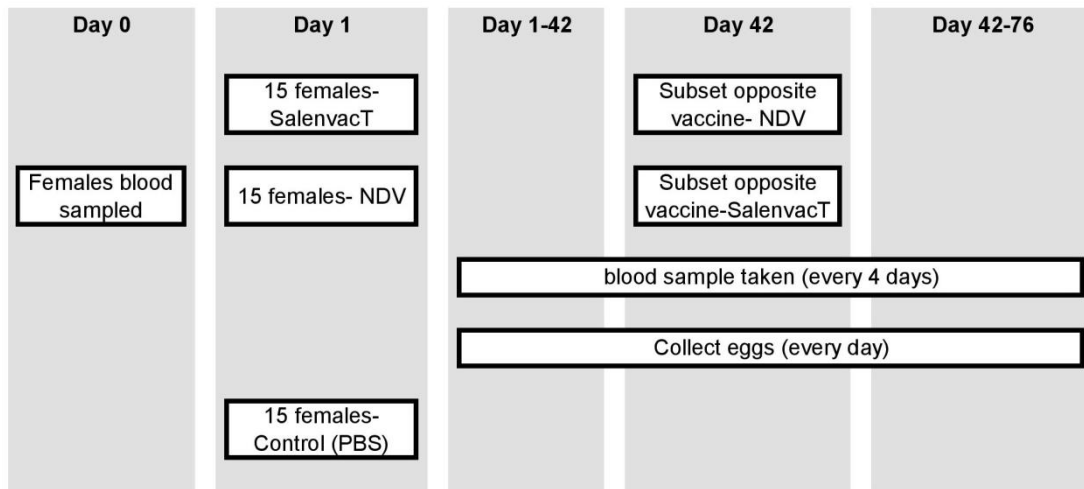 Day 0
Day 1
Day 1-42
Day 42
Day 42-76
15 females-
SalenvacT
Subset opposite
vaccine- NDV
Females blood
sampled
15 females- NDV
Subset opposite
vaccine-SalenvacT
blood sample taken (every 4 days)
Collect eggs (every day)
15 females-
Control (PBS)